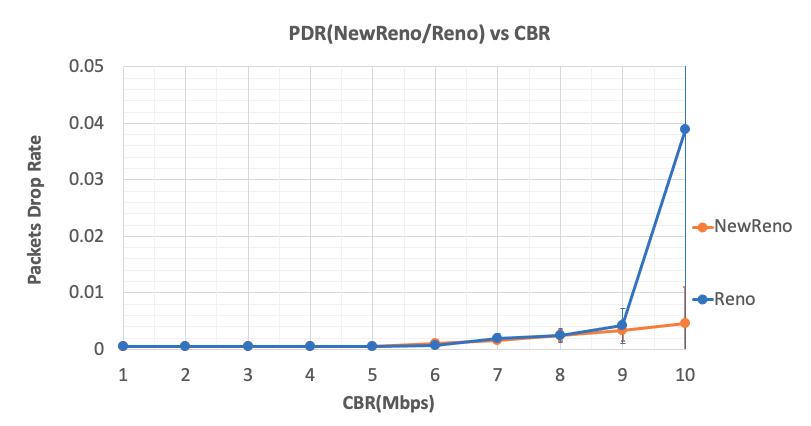 PDR(NewReno/Reno) vs CBR
0.05
0.04
0.03
0.02
0.01
0
Packets Drop Rate
1 2 3 4 5 6 7 8 9 10
CBR(Mbps)
NewReno
Reno